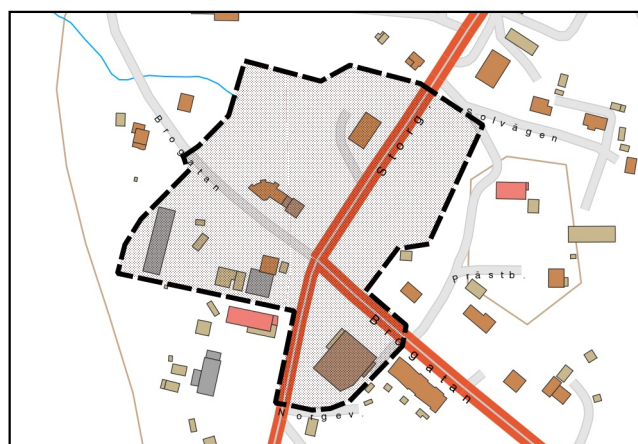 Storg.
Solvägen
Brogatan
Prästb.
Brogatan
Norgev.